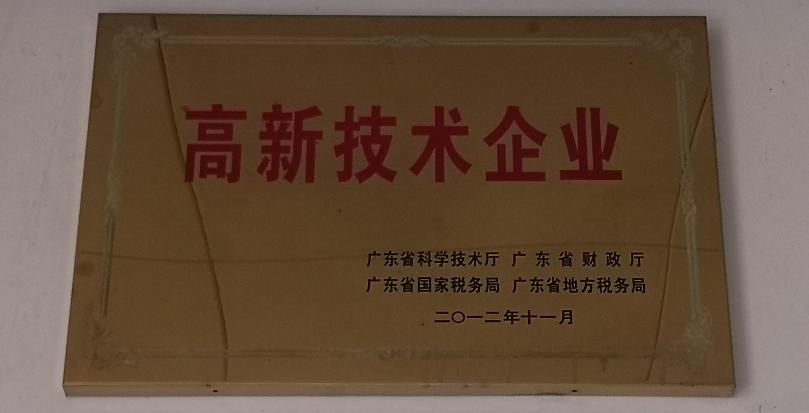 高新技术企业
广东省科学技术厅 广东省财政厅
广东省国家税务局 广东省地方税务局
二〇一二年十一月